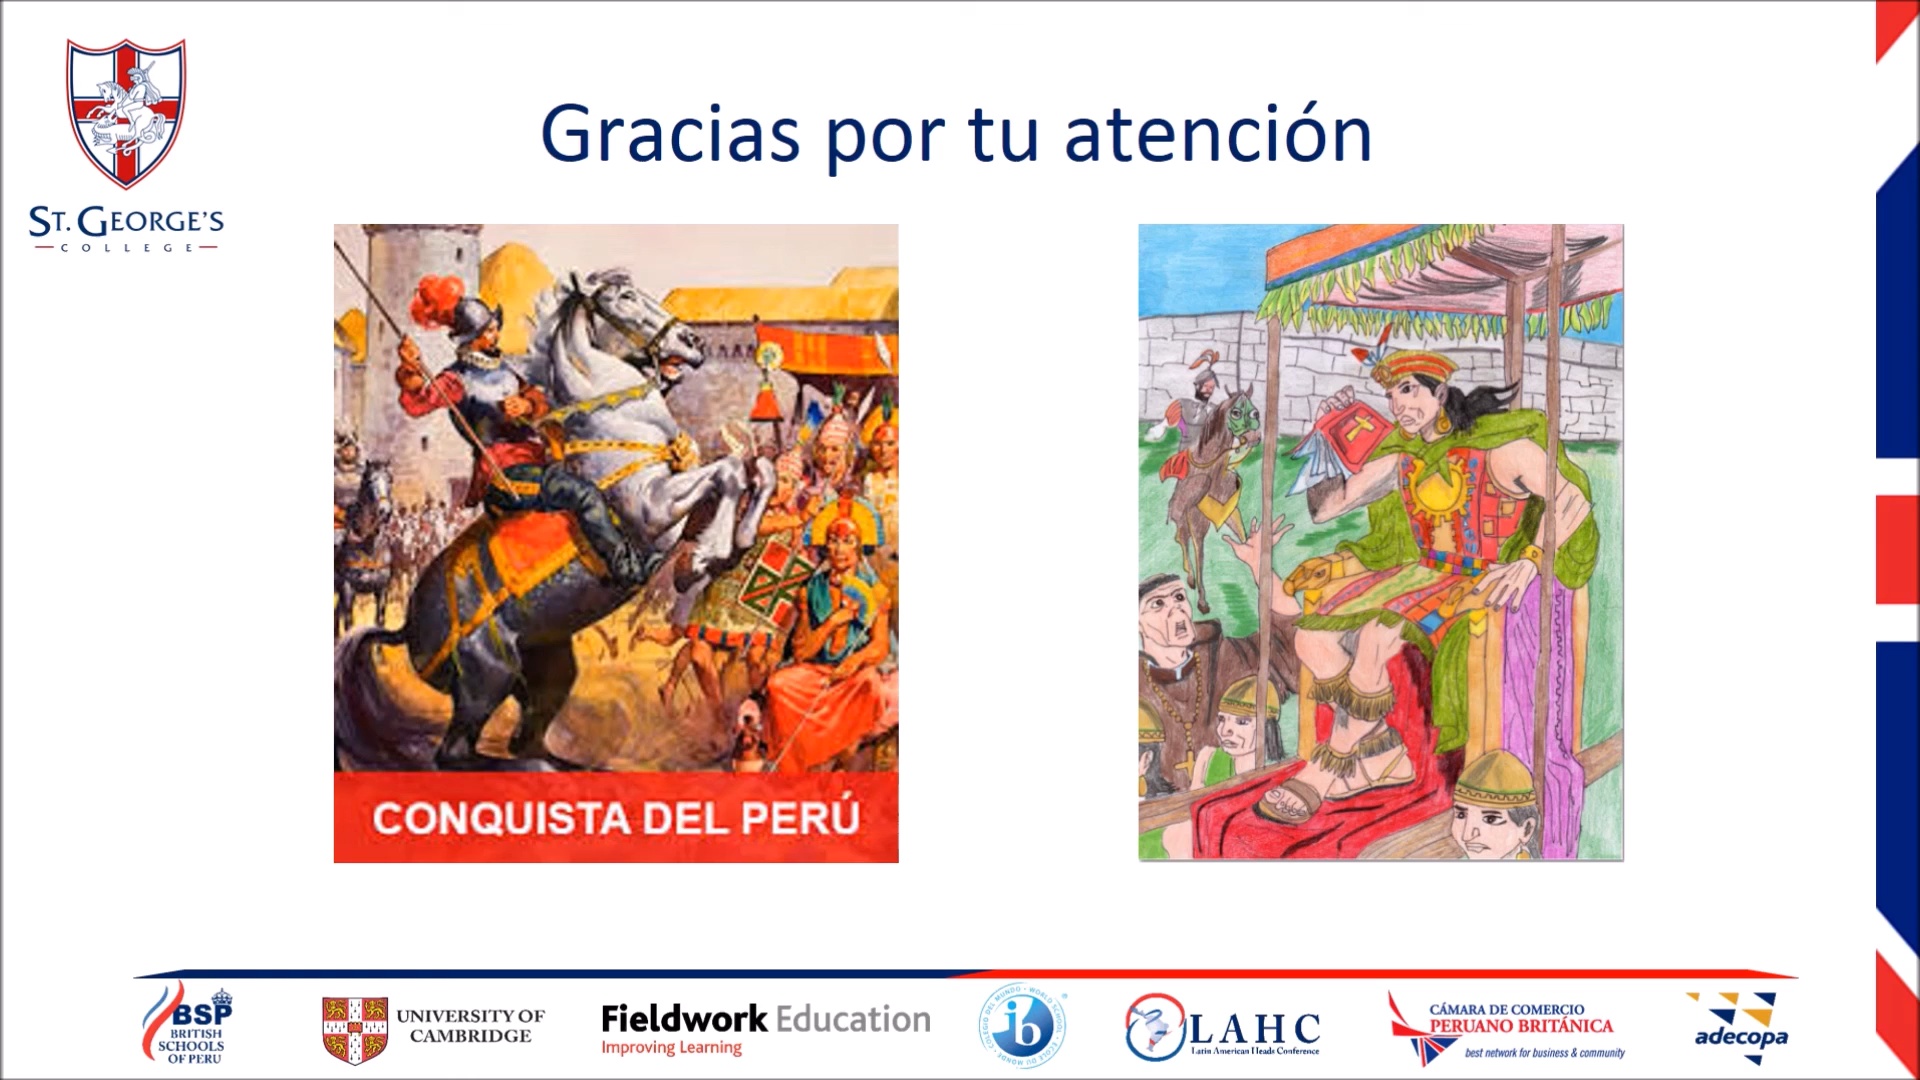 Gracias por tu atención
ST. GEORGE'S
COLLEGE
CONQUISTA DEL PERÚ
BSP
BRITISH
SCHOOLS
OF PERU
UNIVERSITY OF
CAMBRIDGE
Fieldwork Education
Improving Learning
ib
LAHC
Latin American Heads Conference
CÁMARA DE COMERCIO
PERUANO BRITÁNICA
best network for business & community
adecopa